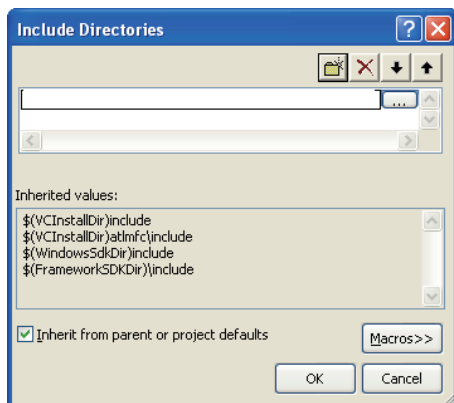 Include Directories
...
Inherited values:
$(VCInstallDir)include
$(VCInstallDir)atlmfc\include
$(WindowsSdkDir)include
$(FrameworkSDKDir)\include
Inherit from parent or project defaults
Macros>>
OK
Cancel